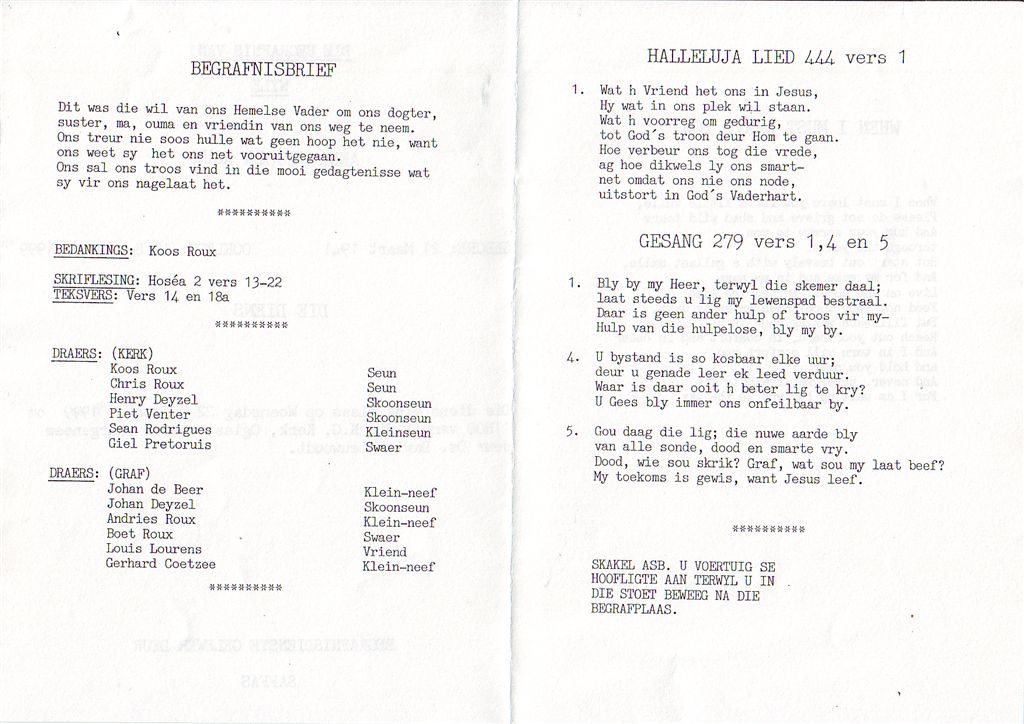 BEGRAFNISBRIEF
Dit was die wil van ons Hemelse Vader om ons dogter,
suster, ma, ouma en vriendin van ons weg te neem.
Ons treur nie soos hulle wat geen hoop het nie, want
ons weet sy het ons net vooruitgegaan.
Ons sal ons troos vind in die mooi gedagtenisse wat
sy vir ons nagelaat het.
**********
BEDANKINGS: Koos Roux
SKRIFLESING: Hoséa 2 vers 13-22
TEKSVERS: Vers 14 en 18a
**********
DRAERS: (KERK)
Koos Roux Seun
Chris Roux Seun
Henry Deyzel Skoonseun
Piet Venter Skoonseun
Sean Rodrigues Kleinseun
Giel Pretoruis Swaer
DRAERS: (GRAF)
Johan de Beer Klein-neef
Johan Deyzel Skoonseun
Andries Roux Klein-neef
Boet Roux Swaer
Louis Lourens Vriend
Gerhard Coetzee Klein-neef
**********
HALLELUJA LIED 444 vers 1
1. Wat h Vriend het ons in Jesus,
Hy wat in ons plek wil staan.
Wat h voorreg om gedurig,
tot God's troon deur Hom te gaan.
Hoe verbeur ons tog die vrede,
ag hoe dikwels ly ons smart-
net omdat ons nie ons node,
uitstort in God's Vaderhart.
GESANG 279 vers 1,4 en 5
1. Bly by my Heer, terwyl die skemer daal;
laat steeds u lig my lewenspad bestraal.
Daar is geen ander hulp of troos vir my-
Hulp van die hulpelose, bly my by.
4. U bystand is so kosbaar elke uur;
deur u genade leer ek leed verduur.
Waar is daar ooit h beter lig te kry?
U Gees bly immer ons onfeilbaar by.
5. Gou daag die lig; die nuwe aarde bly
van alle sonde, dood en smarte vry.
Dood, wie sou skrik? Graf, wat sou my laat beef?
My toekoms is gewis, want Jesus leef.
**********
SKAKEL ASB. U VOERTUIG SE
HOOFLIGTE AAN TERWYL U IN
DIE STOET BEWEEG NA DIE
BEGRAFPLAAS.